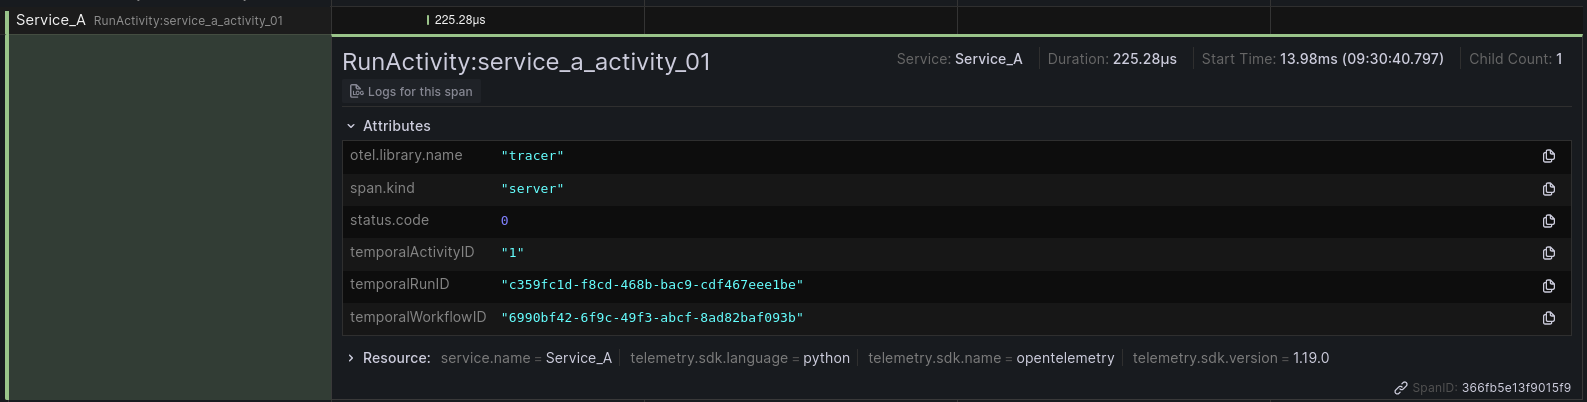 Service_A RunActivity:service_a_activity_01 225.28μs
RunActivity:service_a_activity_01 Service: Service_A Duration: 225.28μs Start Time: 13.98ms (09:30:40.797) Child Count: 1
Logs for this span
Attributes
otel.library.name "tracer"
span.kind "server"
status.code 0
temporalActivityID "1"
temporalRunID "c359fc1d-f8cd-468b-bac9-cdf467eee1be"
temporalWorkflowID "6990bf42-6f9c-49f3-abcf-8ad82baf093b"
Resource: service.name = Service_A telemetry.sdk.language = python telemetry.sdk.name = opentelemetry telemetry.sdk.version = 1.19.0
SpanID: 366fb5e13f9015f9